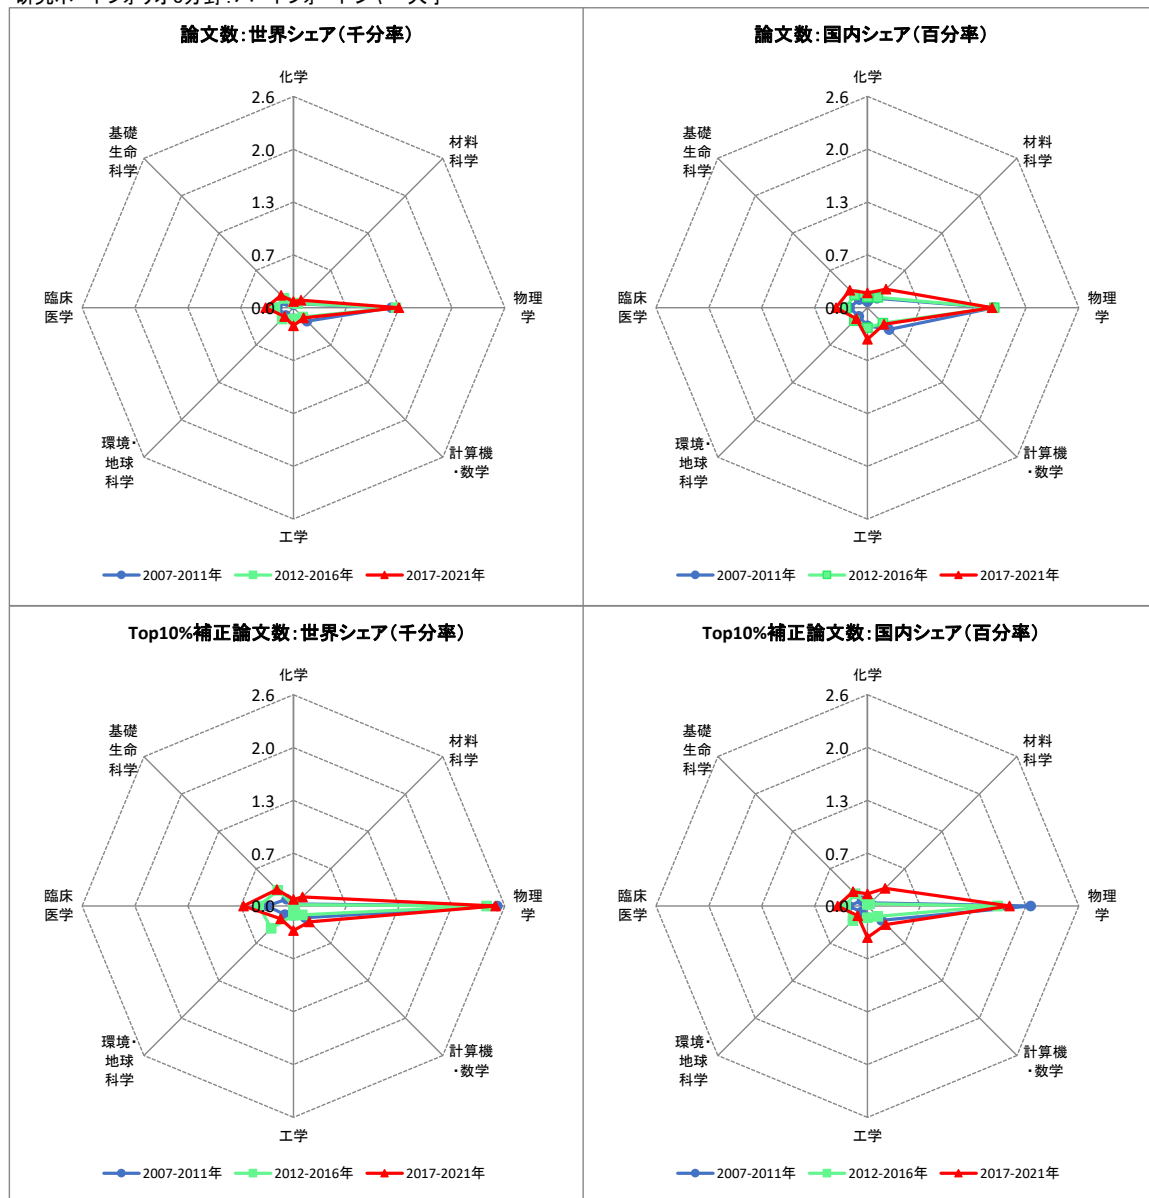 論文数：世界シェア（千分率）
化学
2.6
2.0
1.3
0.7
0.0
材料
科学
物理
学
計算機
・数学
工学
環境・
地球
科学
臨床
医学
基礎
生命
科学
2007-2011年 2012-2016年 2017-2021年
論文数：国内シェア（百分率）
化学
2.6
2.0
1.3
0.7
0.0
材料
科学
物理
学
計算機
・数学
工学
環境・
地球
科学
臨床
医学
基礎
生命
科学
2007-2011年 2012-2016年 2017-2021年
Top10%補正論文数：世界シェア（千分率）
化学
2.6
2.0
1.3
0.7
0.0
材料
科学
物理
学
計算機
・数学
工学
環境・
地球
科学
臨床
医学
基礎
生命
科学
2007-2011年 2012-2016年 2017-2021年
Top10%補正論文数：国内シェア（百分率）
化学
2.6
2.0
1.3
0.7
0.0
材料
科学
物理
学
計算機
・数学
工学
環境・
地球
科学
臨床
医学
基礎
生命
科学
2007-2011年 2012-2016年 2017-2021年